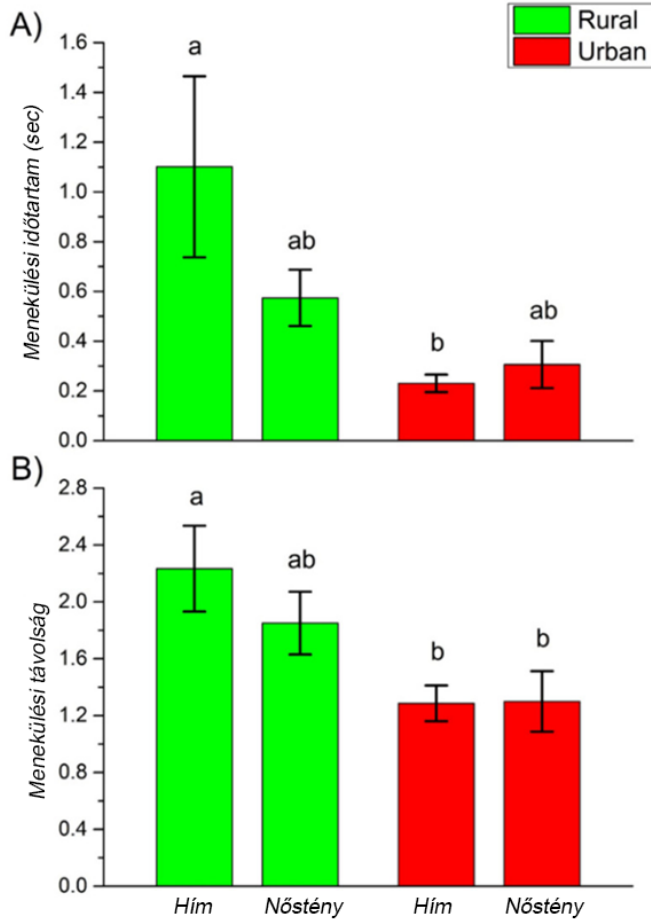 A)
Rural
Urban
Menekülési időtartam (sec)
1.6
1.4
1.2
1.0
0.8
0.6
0.4
0.2
0.0
a
ab
b
ab
B)
Menekülési távolság
2.8
2.4
2.0
1.6
1.2
0.8
0.4
0.0
a
ab
b
b
Hím Nőstény Hím Nőstény